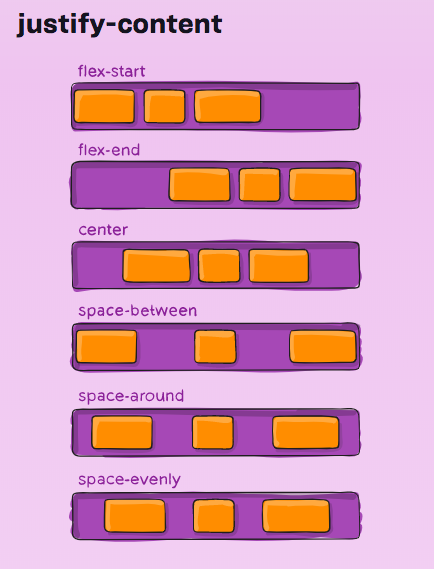 justify-content
flex-start
flex-end
center
space-between
space-around
space-evenly